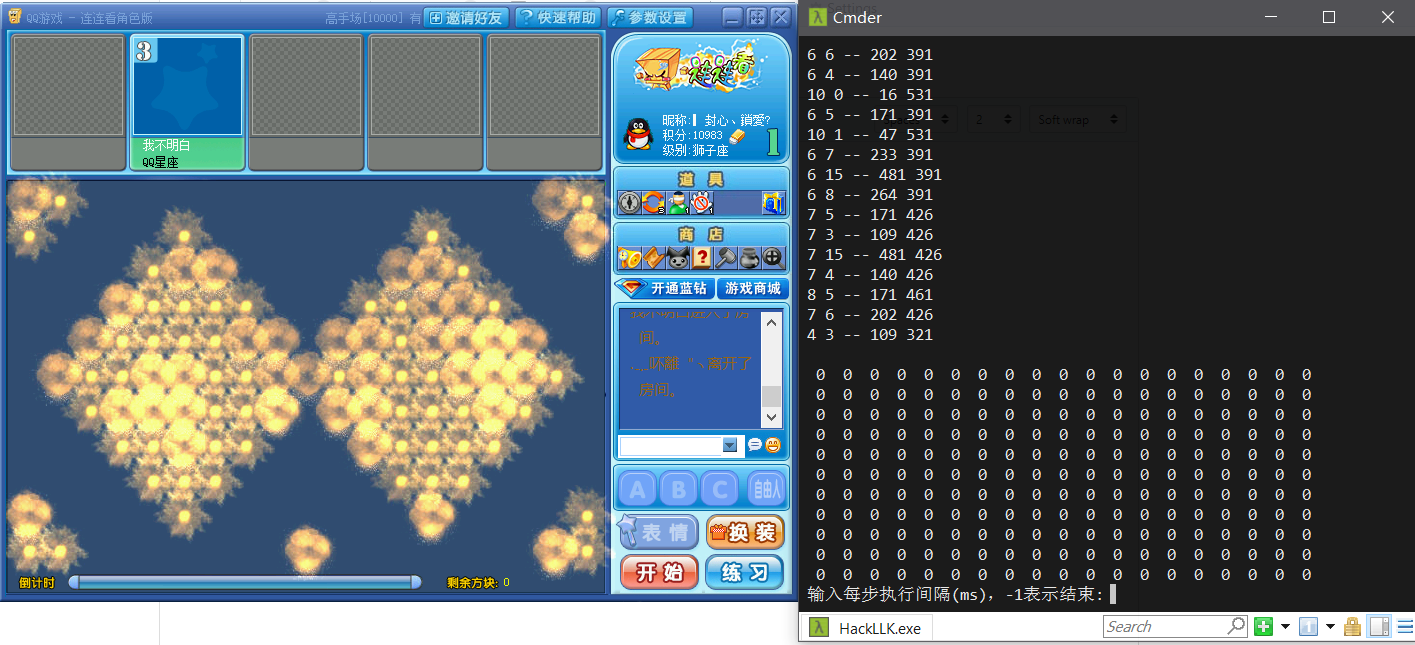 QQ游戏 - 连连看角色版
高手场[10000] 有
邀请好友
快速帮助
参数设置
3
我不明白
QQ星座
连连看
昵称:
封心、鎖愛?
积分:10983
级别:狮子座
1
道 具
商 店
开通蓝钻
游戏商城
我不明白进入了房
间。
离开了
房间。
A
B
C
自由人
表 情
换 装
开 始
练 习
倒计时
剩余方块: 0
Cmder
Settings
2
Soft wrap
6 6 -- 202 391
6 4 -- 140 391
10 0 -- 16 531
6 5 -- 171 391
10 1 -- 47 531
6 7 -- 233 391
6 15 -- 481 391
6 8 -- 264 391
7 5 -- 171 426
7 3 -- 109 426
7 15 -- 481 426
7 4 -- 140 426
8 5 -- 171 461
7 6 -- 202 426
4 3 -- 109 321
0 0 0 0 0 0 0 0 0 0 0 0 0 0 0 0 0 0 0
0 0 0 0 0 0 0 0 0 0 0 0 0 0 0 0 0 0 0
0 0 0 0 0 0 0 0 0 0 0 0 0 0 0 0 0 0 0
0 0 0 0 0 0 0 0 0 0 0 0 0 0 0 0 0 0 0
0 0 0 0 0 0 0 0 0 0 0 0 0 0 0 0 0 0 0
0 0 0 0 0 0 0 0 0 0 0 0 0 0 0 0 0 0 0
0 0 0 0 0 0 0 0 0 0 0 0 0 0 0 0 0 0 0
0 0 0 0 0 0 0 0 0 0 0 0 0 0 0 0 0 0 0
0 0 0 0 0 0 0 0 0 0 0 0 0 0 0 0 0 0 0
0 0 0 0 0 0 0 0 0 0 0 0 0 0 0 0 0 0 0
0 0 0 0 0 0 0 0 0 0 0 0 0 0 0 0 0 0 0
输入每步执行间隔(ms)，-1表示结束:
HackLLK.exe
Search